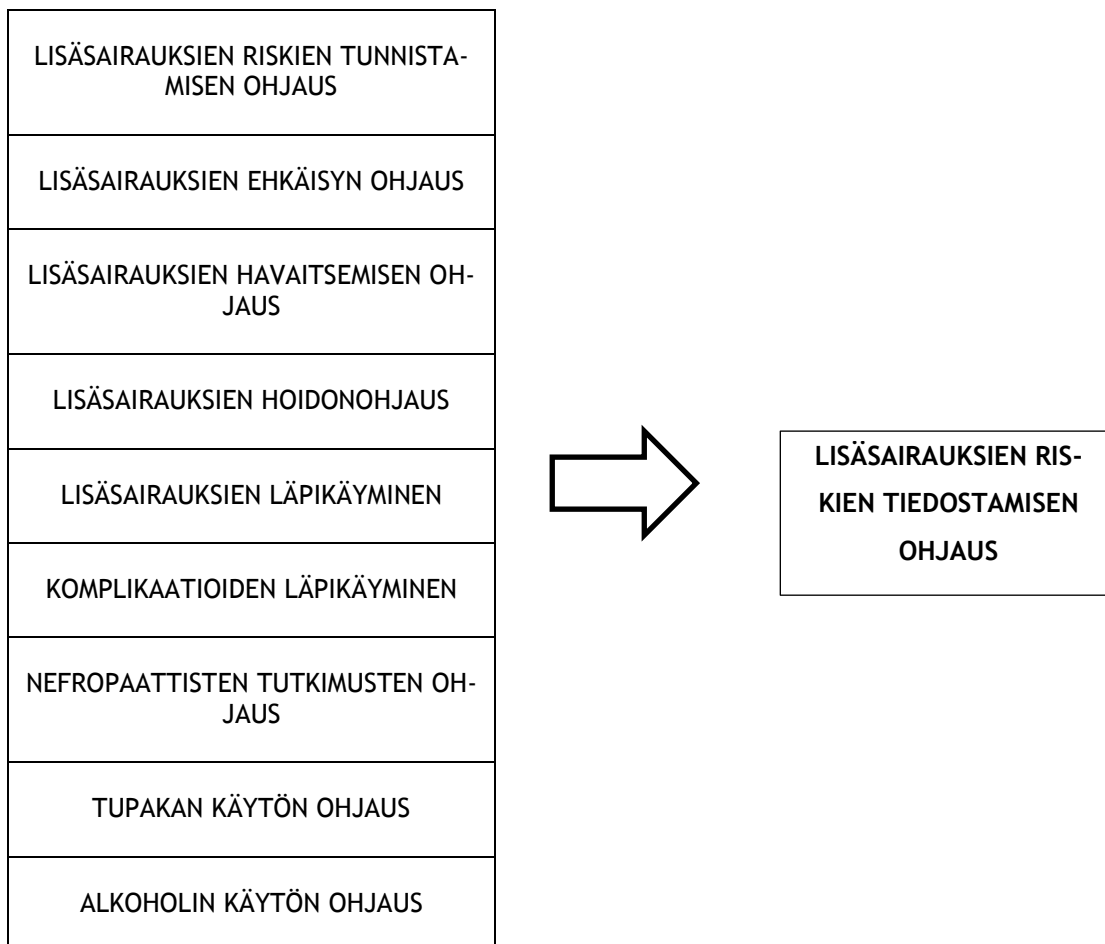 LISÄSAIRAUKSIEN RISKIEN TUNNISTA-
MISEN OHJAUS
LISÄSAIRAUKSIEN EHKÄISYN OHJAUS
LISÄSAIRAUKSIEN HAVAITSEMISEN OH-
JAUS
LISÄSAIRAUKSIEN HOIDONOHJAUS
LISÄSAIRAUKSIEN LÄPIKÄYMINEN
KOMPLIKAATIOIDEN LÄPIKÄYMINEN
NEFROPAATTISTEN TUTKIMUSTEN OH-
JAUS
TUPAKAN KÄYTÖN OHJAUS
ALKOHOLIN KÄYTÖN OHJAUS
LISÄSAIRAUKSIEN RIS-
KIEN TIEDOSTAMISEN
OHJAUS